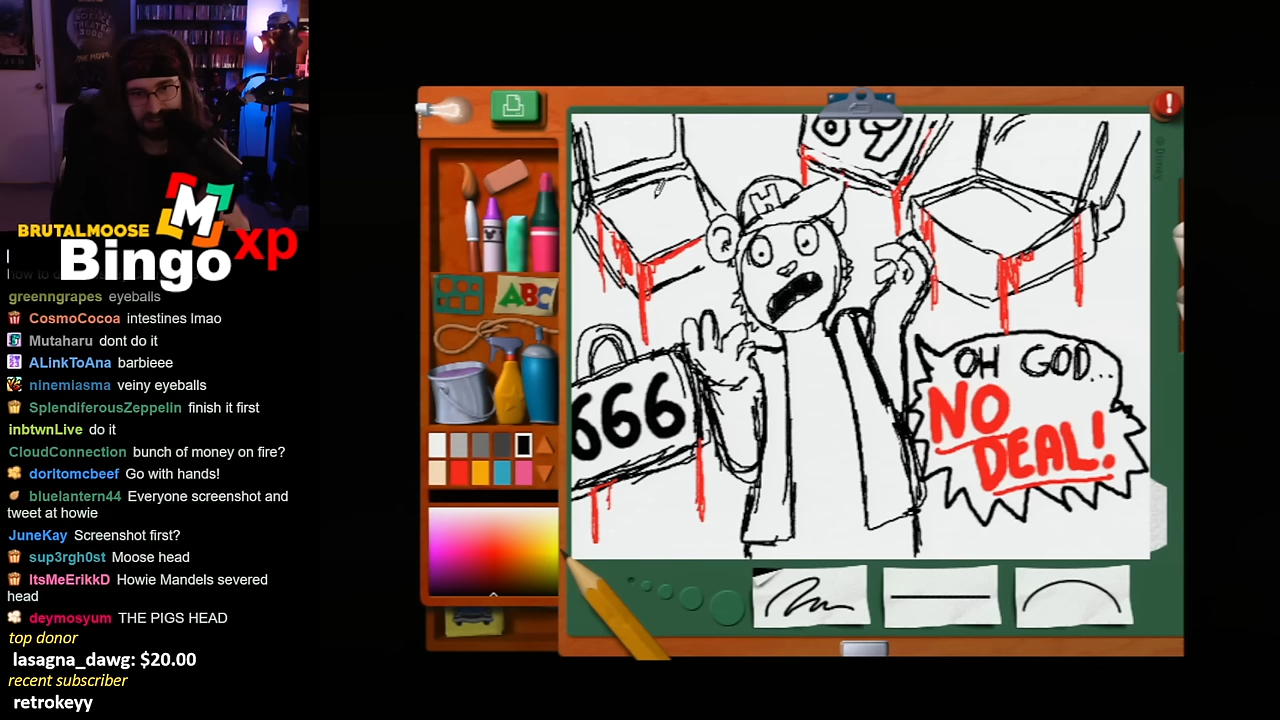 BRUTALMOOSE
M
Bingo xp
greenngrapes eyeballs
CosmoCocoa intestines lmao
Mutaharu dont do it
ALinkToAna barbieee
ninemiasma veiny eyeballs
SplendiferousZeppelin finish it first
inbtwnLive do it
CloudConnection bunch of money on fire?
doritomcbeef Go with hands!
bluelantern44 Everyone screenshot and
tweet at howie
JuneKay Screenshot first?
sup3rgh0st Moose head
ItsMeErikkD Howie Mandels severed
head
deymosyum THE PIGS HEAD
top donor
lasagna_dawg: $20.00
recent subscriber
retrokeyy
ABC
© Disney
69
H
666
OH GOD...
NO
DEAL!